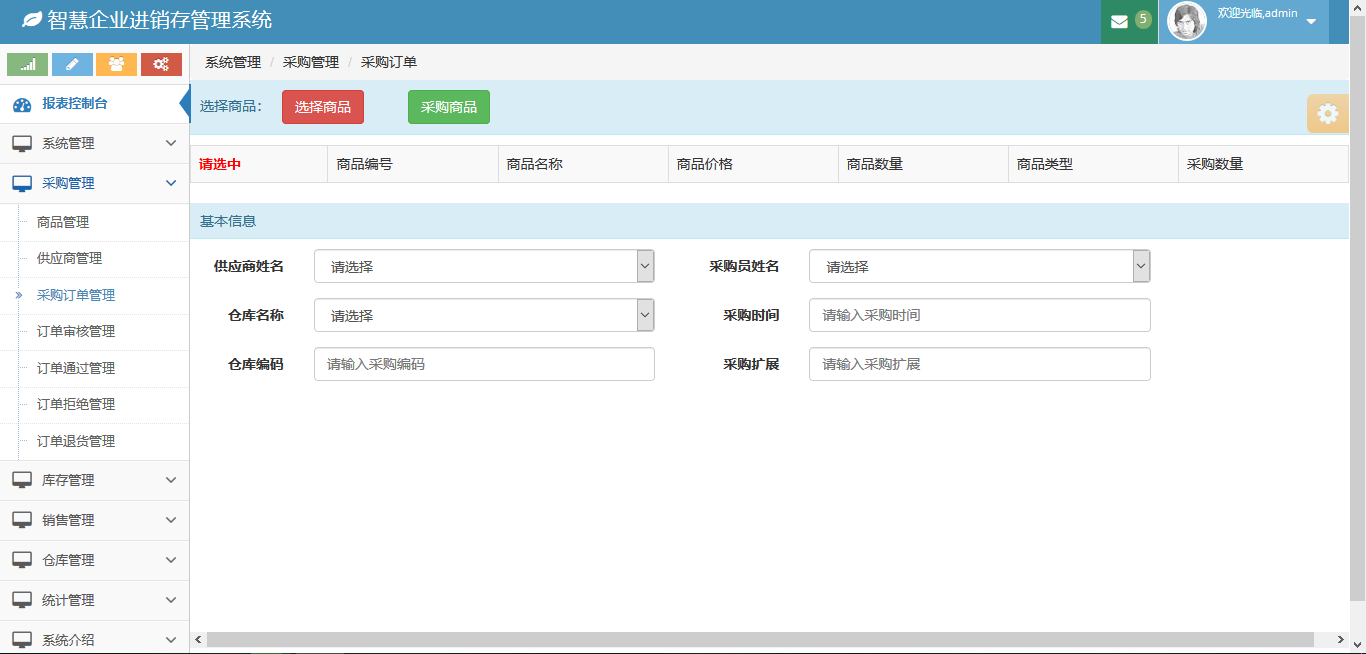 智慧企业进销存管理系统
5
欢迎光临,admin
系统管理 / 采购管理 / 采购订单
报表控制台
选择商品：
选择商品
采购商品
系统管理
请选中 商品编号 商品名称 商品价格 商品数量 商品类型 采购数量
采购管理
商品管理
基本信息
供应商管理
供应商姓名 请选择 采购员姓名 请选择
采购订单管理
仓库名称 请选择 采购时间 请输入采购时间
订单审核管理
订单通过管理
仓库编码 请输入采购编码 采购扩展 请输入采购扩展
订单拒绝管理
订单退货管理
库存管理
销售管理
仓库管理
统计管理
系统介绍